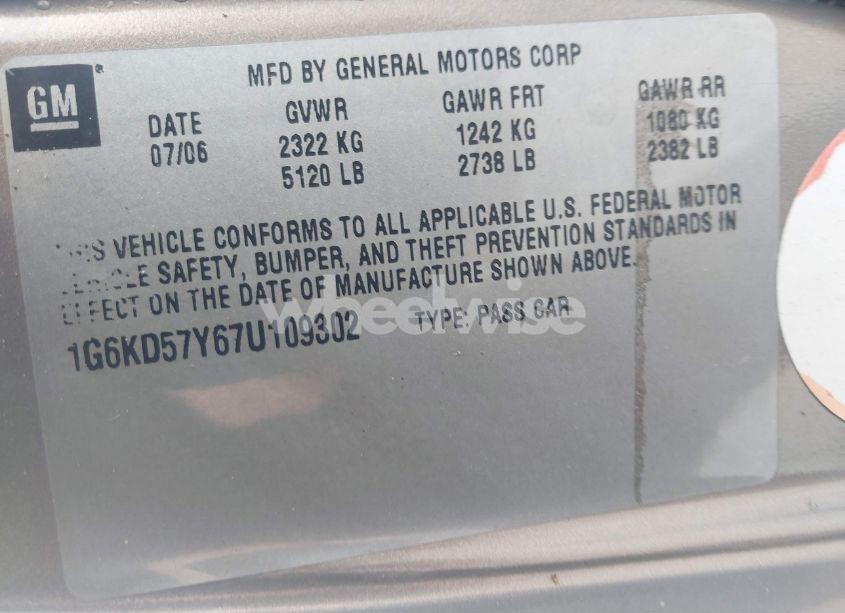 GM
MFD BY GENERAL MOTORS CORP
DATE GVWR GAWR FRT GAWR RR
07/06 2322 KG 1242 KG 1080 KG
5120 LB 2738 LB 2382 LB
VEHICLE CONFORMS TO ALL APPLICABLE U.S. FEDERAL MOTOR
SAFETY, BUMPER, AND THEFT PREVENTION STANDARDS IN
EFFECT ON THE DATE OF MANUFACTURE SHOWN ABOVE.
1G6KD57Y67U109302 TYPE: PASS CAR
wheelwise